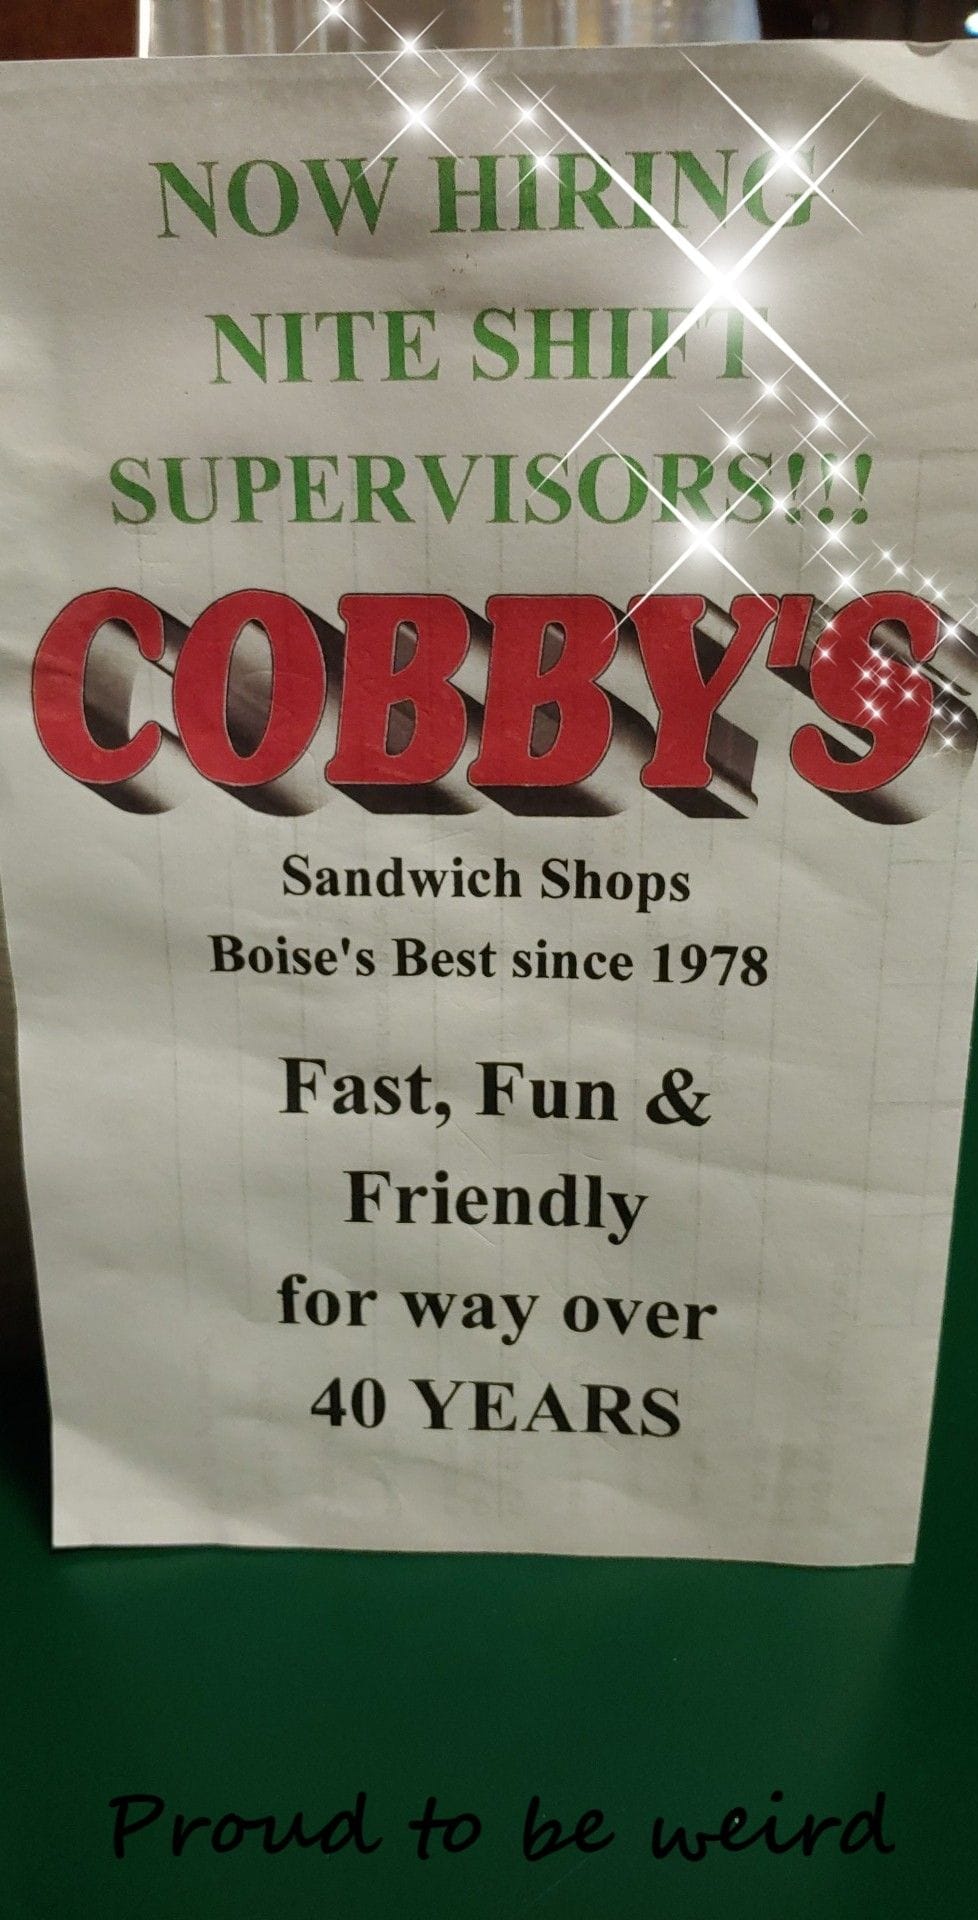 NOW HIRING
NITE SHIFT
SUPERVISORS!!!
COBBY'S
Sandwich Shops
Boise's Best since 1978
Fast, Fun &
Friendly
for way over
40 YEARS
Proud to be weird